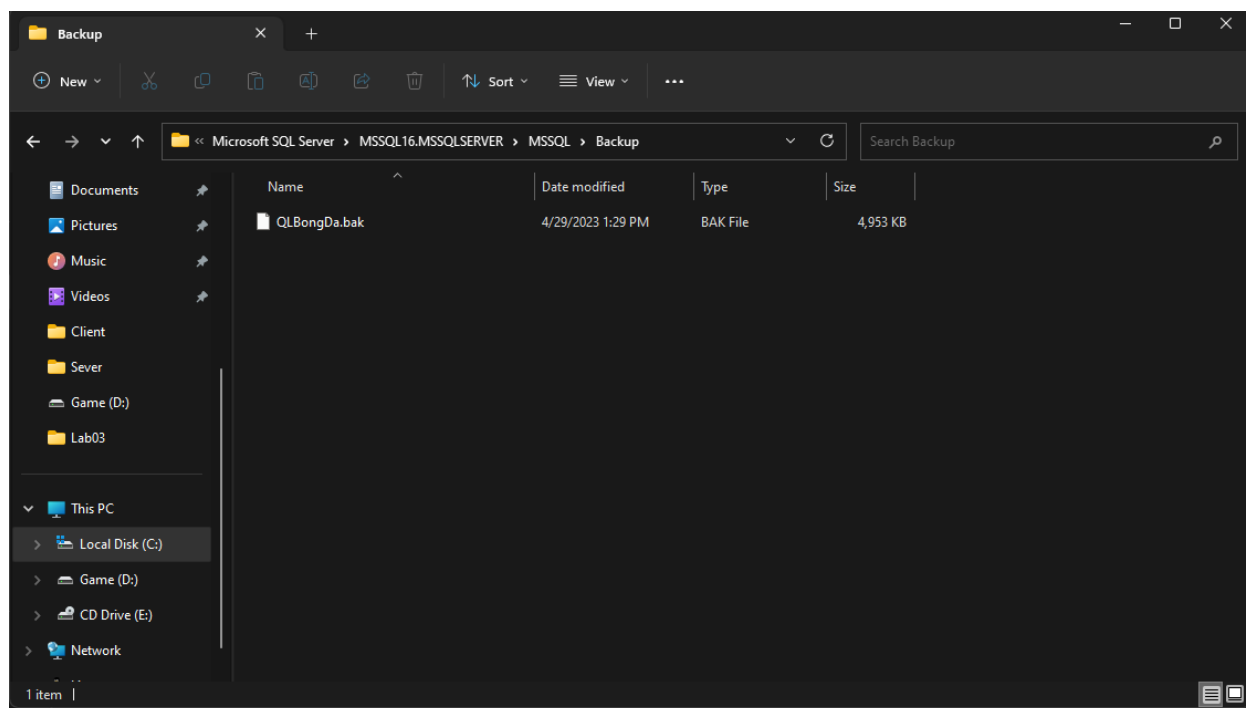 Backup
New
Sort
View
« Microsoft SQL Server > MSSQL16.MSSQLSERVER > MSSQL > Backup
Search Backup
Documents
Pictures
Music
Videos
Client
Sever
Game (D:)
Lab03
This PC
Local Disk (C:)
Game (D:)
CD Drive (E:)
Network
Name Date modified Type Size
QLBongDa.bak 4/29/2023 1:29 PM BAK File 4,953 KB
1 item